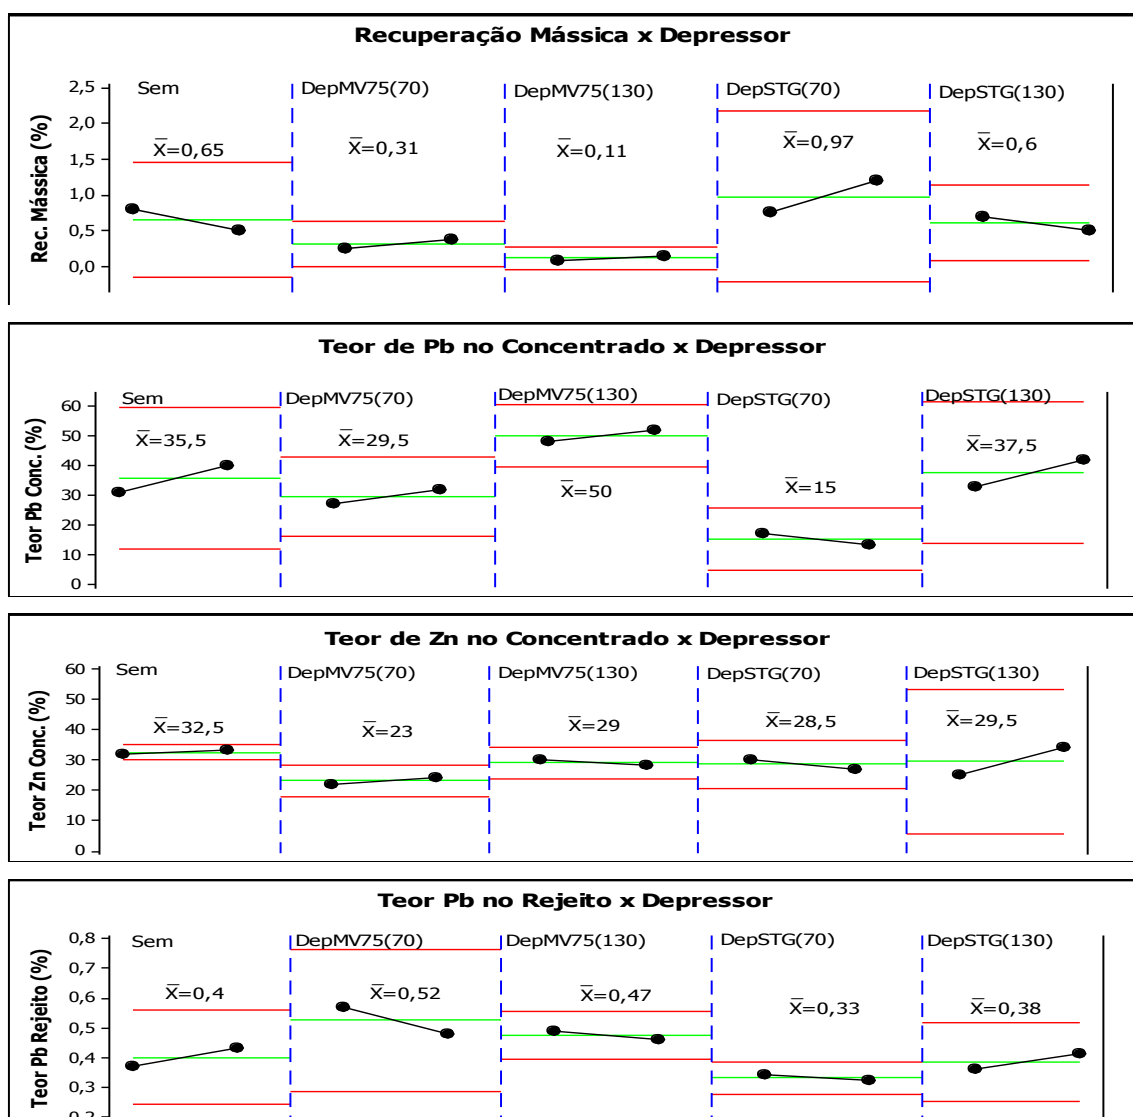 Recuperação Mássica x Depressor
Rec. Mássica (%)
2,5
2,0
1,5
1,0
0,5
0,0
Sem
DepMV75(70)
DepMV75(130)
DepSTG(70)
DepSTG(130)
X̄=0,65
X̄=0,31
X̄=0,11
X̄=0,97
X̄=0,6
Teor de Pb no Concentrado x Depressor
Teor Pb Conc. (%)
60
50
40
30
20
10
0
Sem
DepMV75(70)
DepMV75(130)
DepSTG(70)
DepSTG(130)
X̄=35,5
X̄=29,5
X̄=50
X̄=15
X̄=37,5
Teor de Zn no Concentrado x Depressor
Teor Zn Conc. (%)
60
50
40
30
20
10
0
Sem
DepMV75(70)
DepMV75(130)
DepSTG(70)
DepSTG(130)
X̄=32,5
X̄=23
X̄=29
X̄=28,5
X̄=29,5
Teor Pb no Rejeito x Depressor
Teor Pb Rejeito (%)
0,8
0,7
0,6
0,5
0,4
0,3
0,2
Sem
DepMV75(70)
DepMV75(130)
DepSTG(70)
DepSTG(130)
X̄=0,4
X̄=0,52
X̄=0,47
X̄=0,33
X̄=0,38